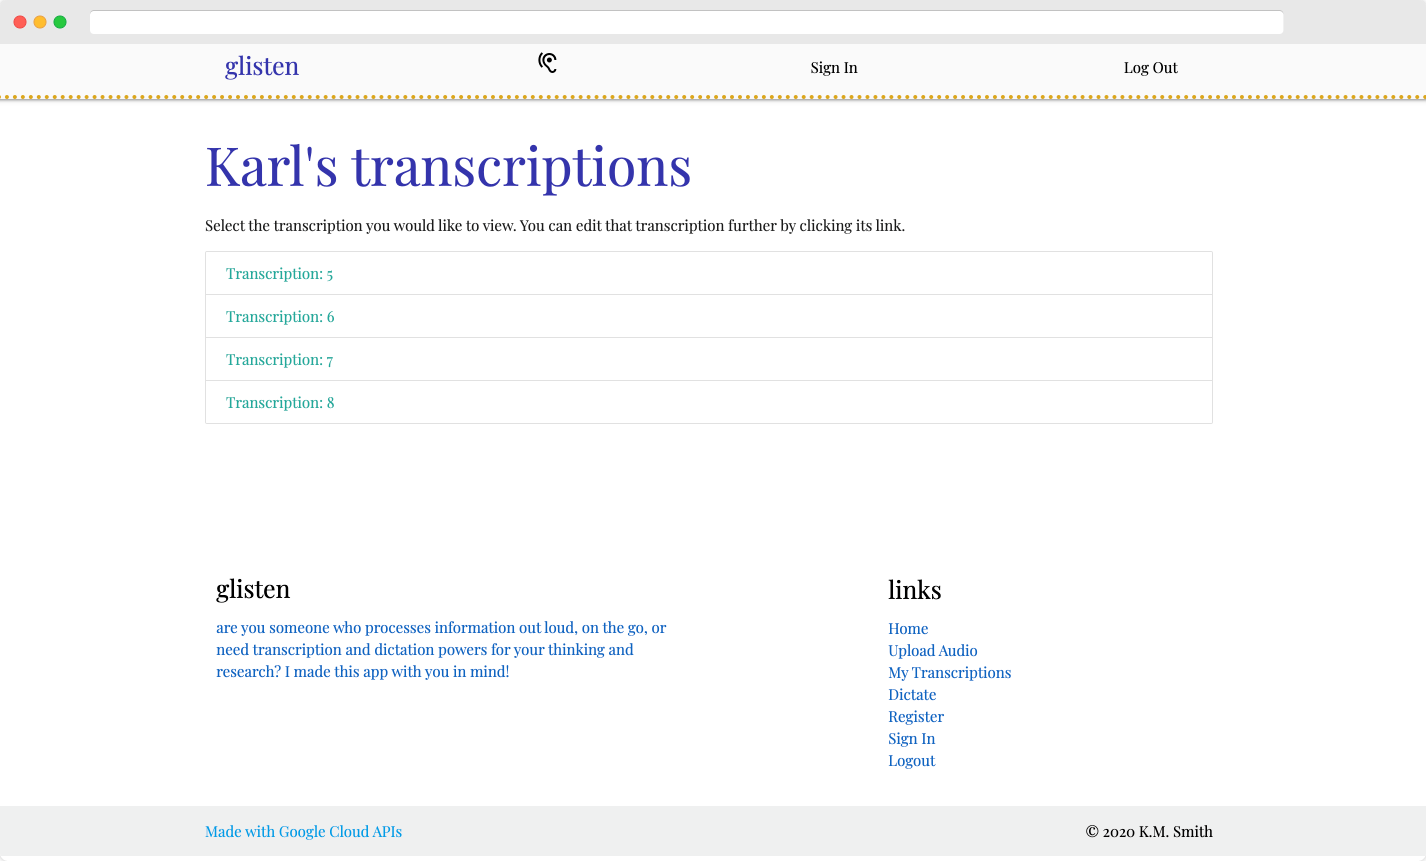 glisten
Sign In
Log Out
Karl's transcriptions
Select the transcription you would like to view. You can edit that transcription further by clicking its link.
Transcription: 5
Transcription: 6
Transcription: 7
Transcription: 8
glisten
are you someone who processes information out loud, on the go, or
need transcription and dictation powers for your thinking and
research? I made this app with you in mind!
links
Home
Upload Audio
My Transcriptions
Dictate
Register
Sign In
Logout
Made with Google Cloud APIs
© 2020 K.M. Smith